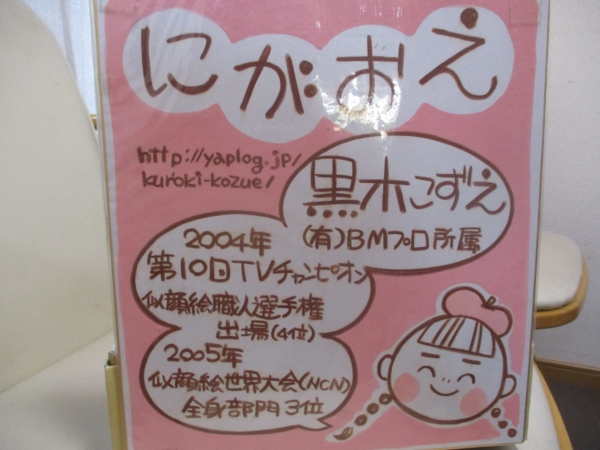 にがおえ
http://yaplog.jp/
kuroki-kozue/
黒木こずえ
(有)BMプロ所属
2004年
第10回TVチャンピオン
似顔絵職人選手権
出場(4位)
2005年
似顔絵世界大会(NCN)
全身部門3位